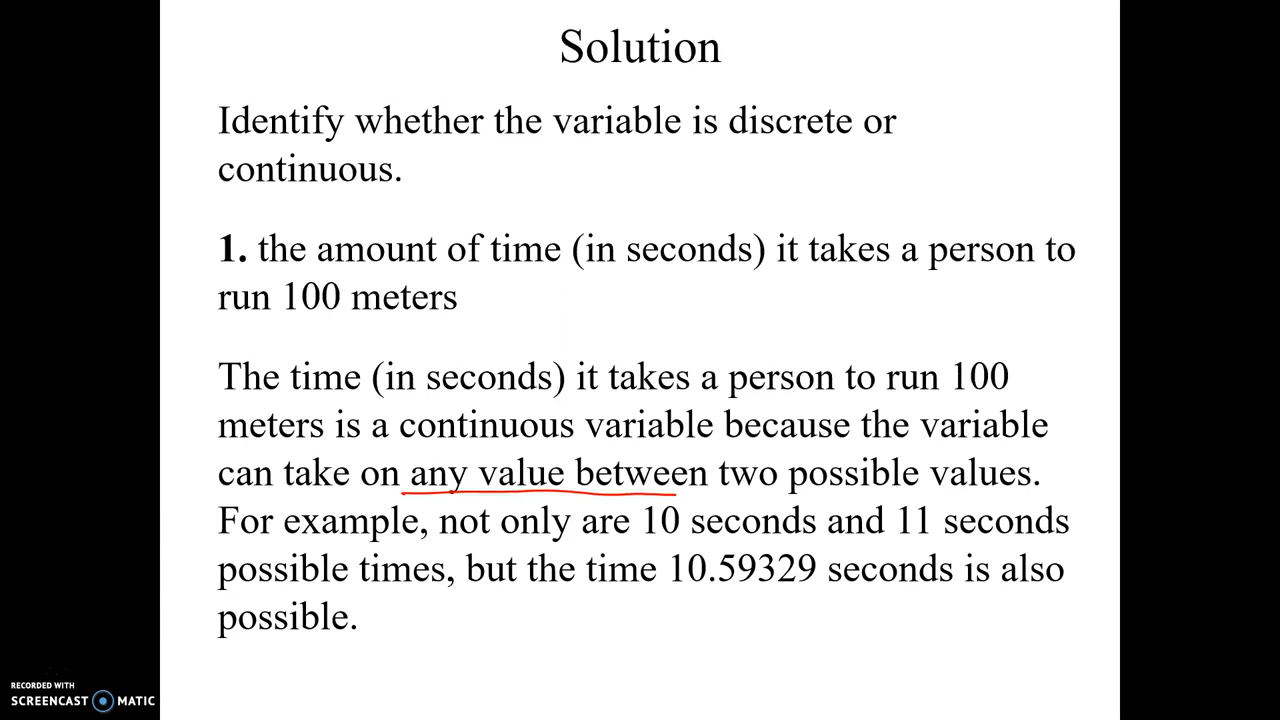 Solution
Identify whether the variable is discrete or
continuous.
1. the amount of time (in seconds) it takes a person to
run 100 meters
The time (in seconds) it takes a person to run 100
meters is a continuous variable because the variable
can take on any value between two possible values.
For example, not only are 10 seconds and 11 seconds
possible times, but the time 10.59329 seconds is also
possible.
RECORDED WITH
SCREENCAST MATIC